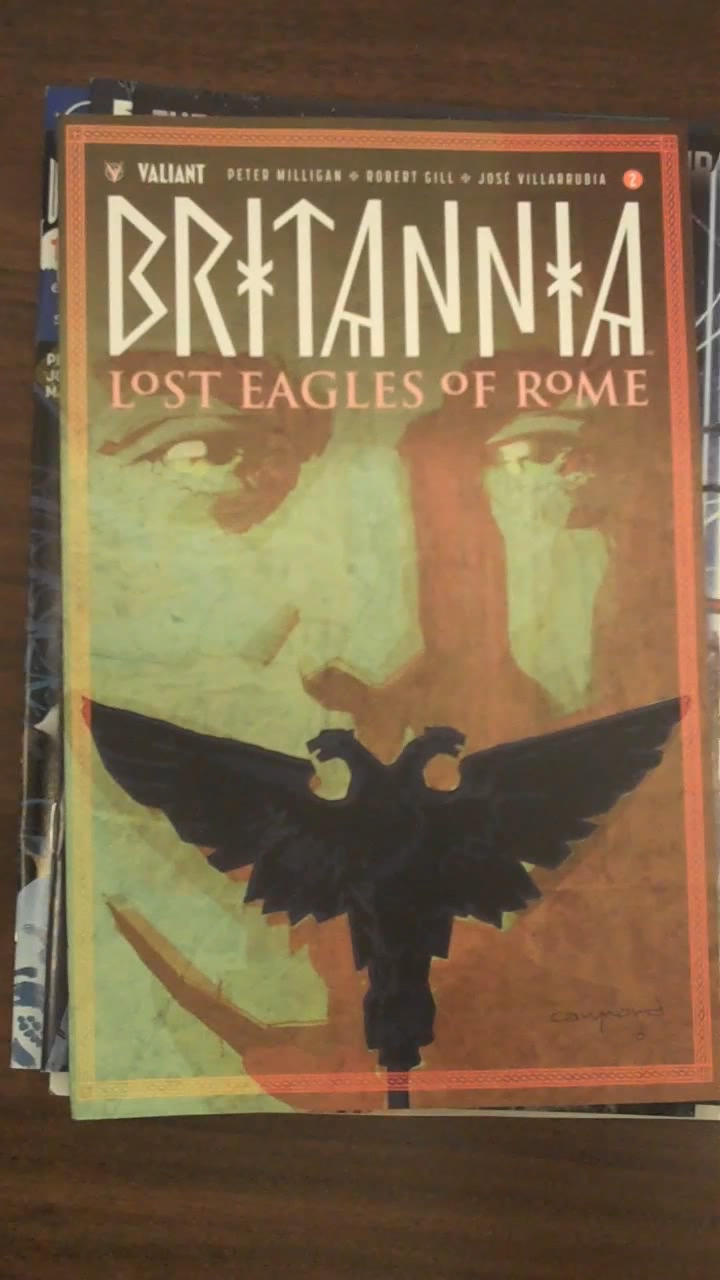 VALIANT PETER MILLIGAN ✦ ROBERT GILL ✦ JOSÉ VILLARRUBIA 2
BRITANNIA
LOST EAGLES OF ROME